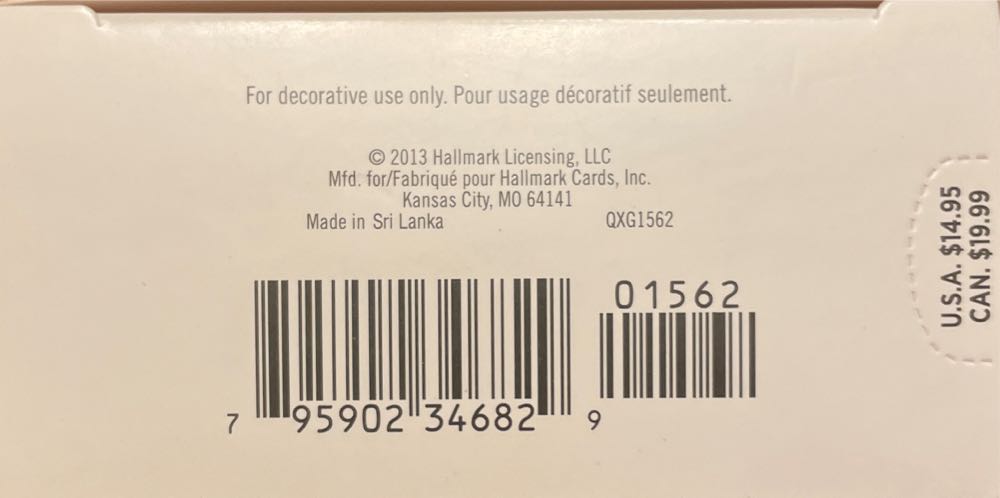 For decorative use only. Pour usage décoratif seulement.
© 2013 Hallmark Licensing, LLC
Mfd. for/Fabriqué pour Hallmark Cards, Inc.
Kansas City, MO 64141
Made in Sri Lanka QXG1562
01562
7 95902 34682 9
U.S.A. $14.95
CAN. $19.99